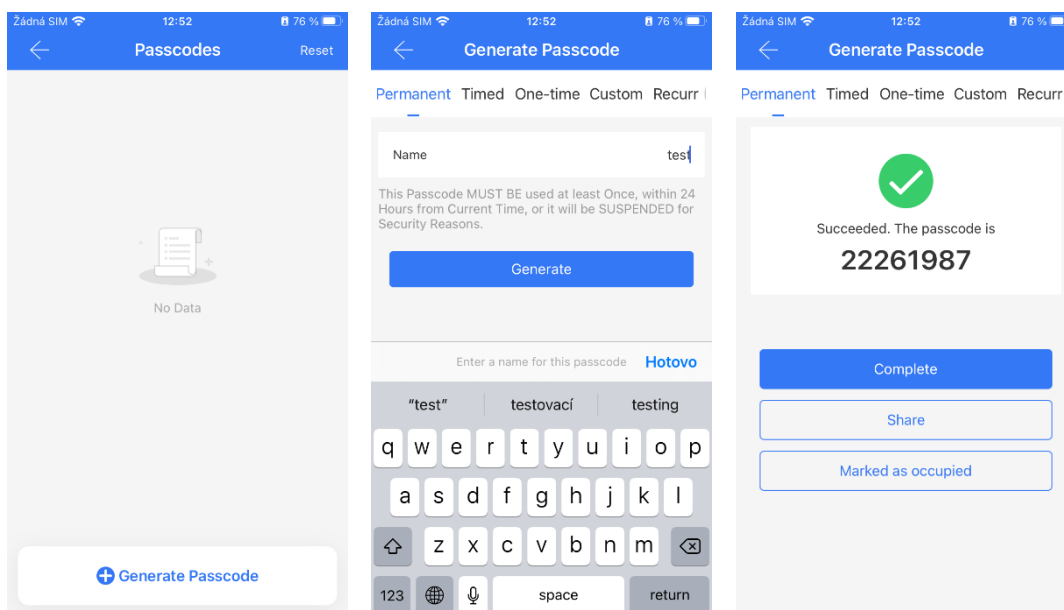 Žádná SIM 12:52 76 %
Passcodes Reset
No Data
Generate Passcode
Žádná SIM 12:52 76 %
Generate Passcode
Permanent Timed One-time Custom Recurr
Name test
This Passcode MUST BE used at least Once, within 24
Hours from Current Time, or it will be SUSPENDED for
Security Reasons.
Generate
Enter a name for this passcode Hotovo
"test" testovací testing
q w e r t y u i o p
a s d f g h j k l
z x c v b n m
123 space return
Žádná SIM 12:52 76 %
Generate Passcode
Permanent Timed One-time Custom Recurr
Succeeded. The passcode is
22261987
Complete
Share
Marked as occupied